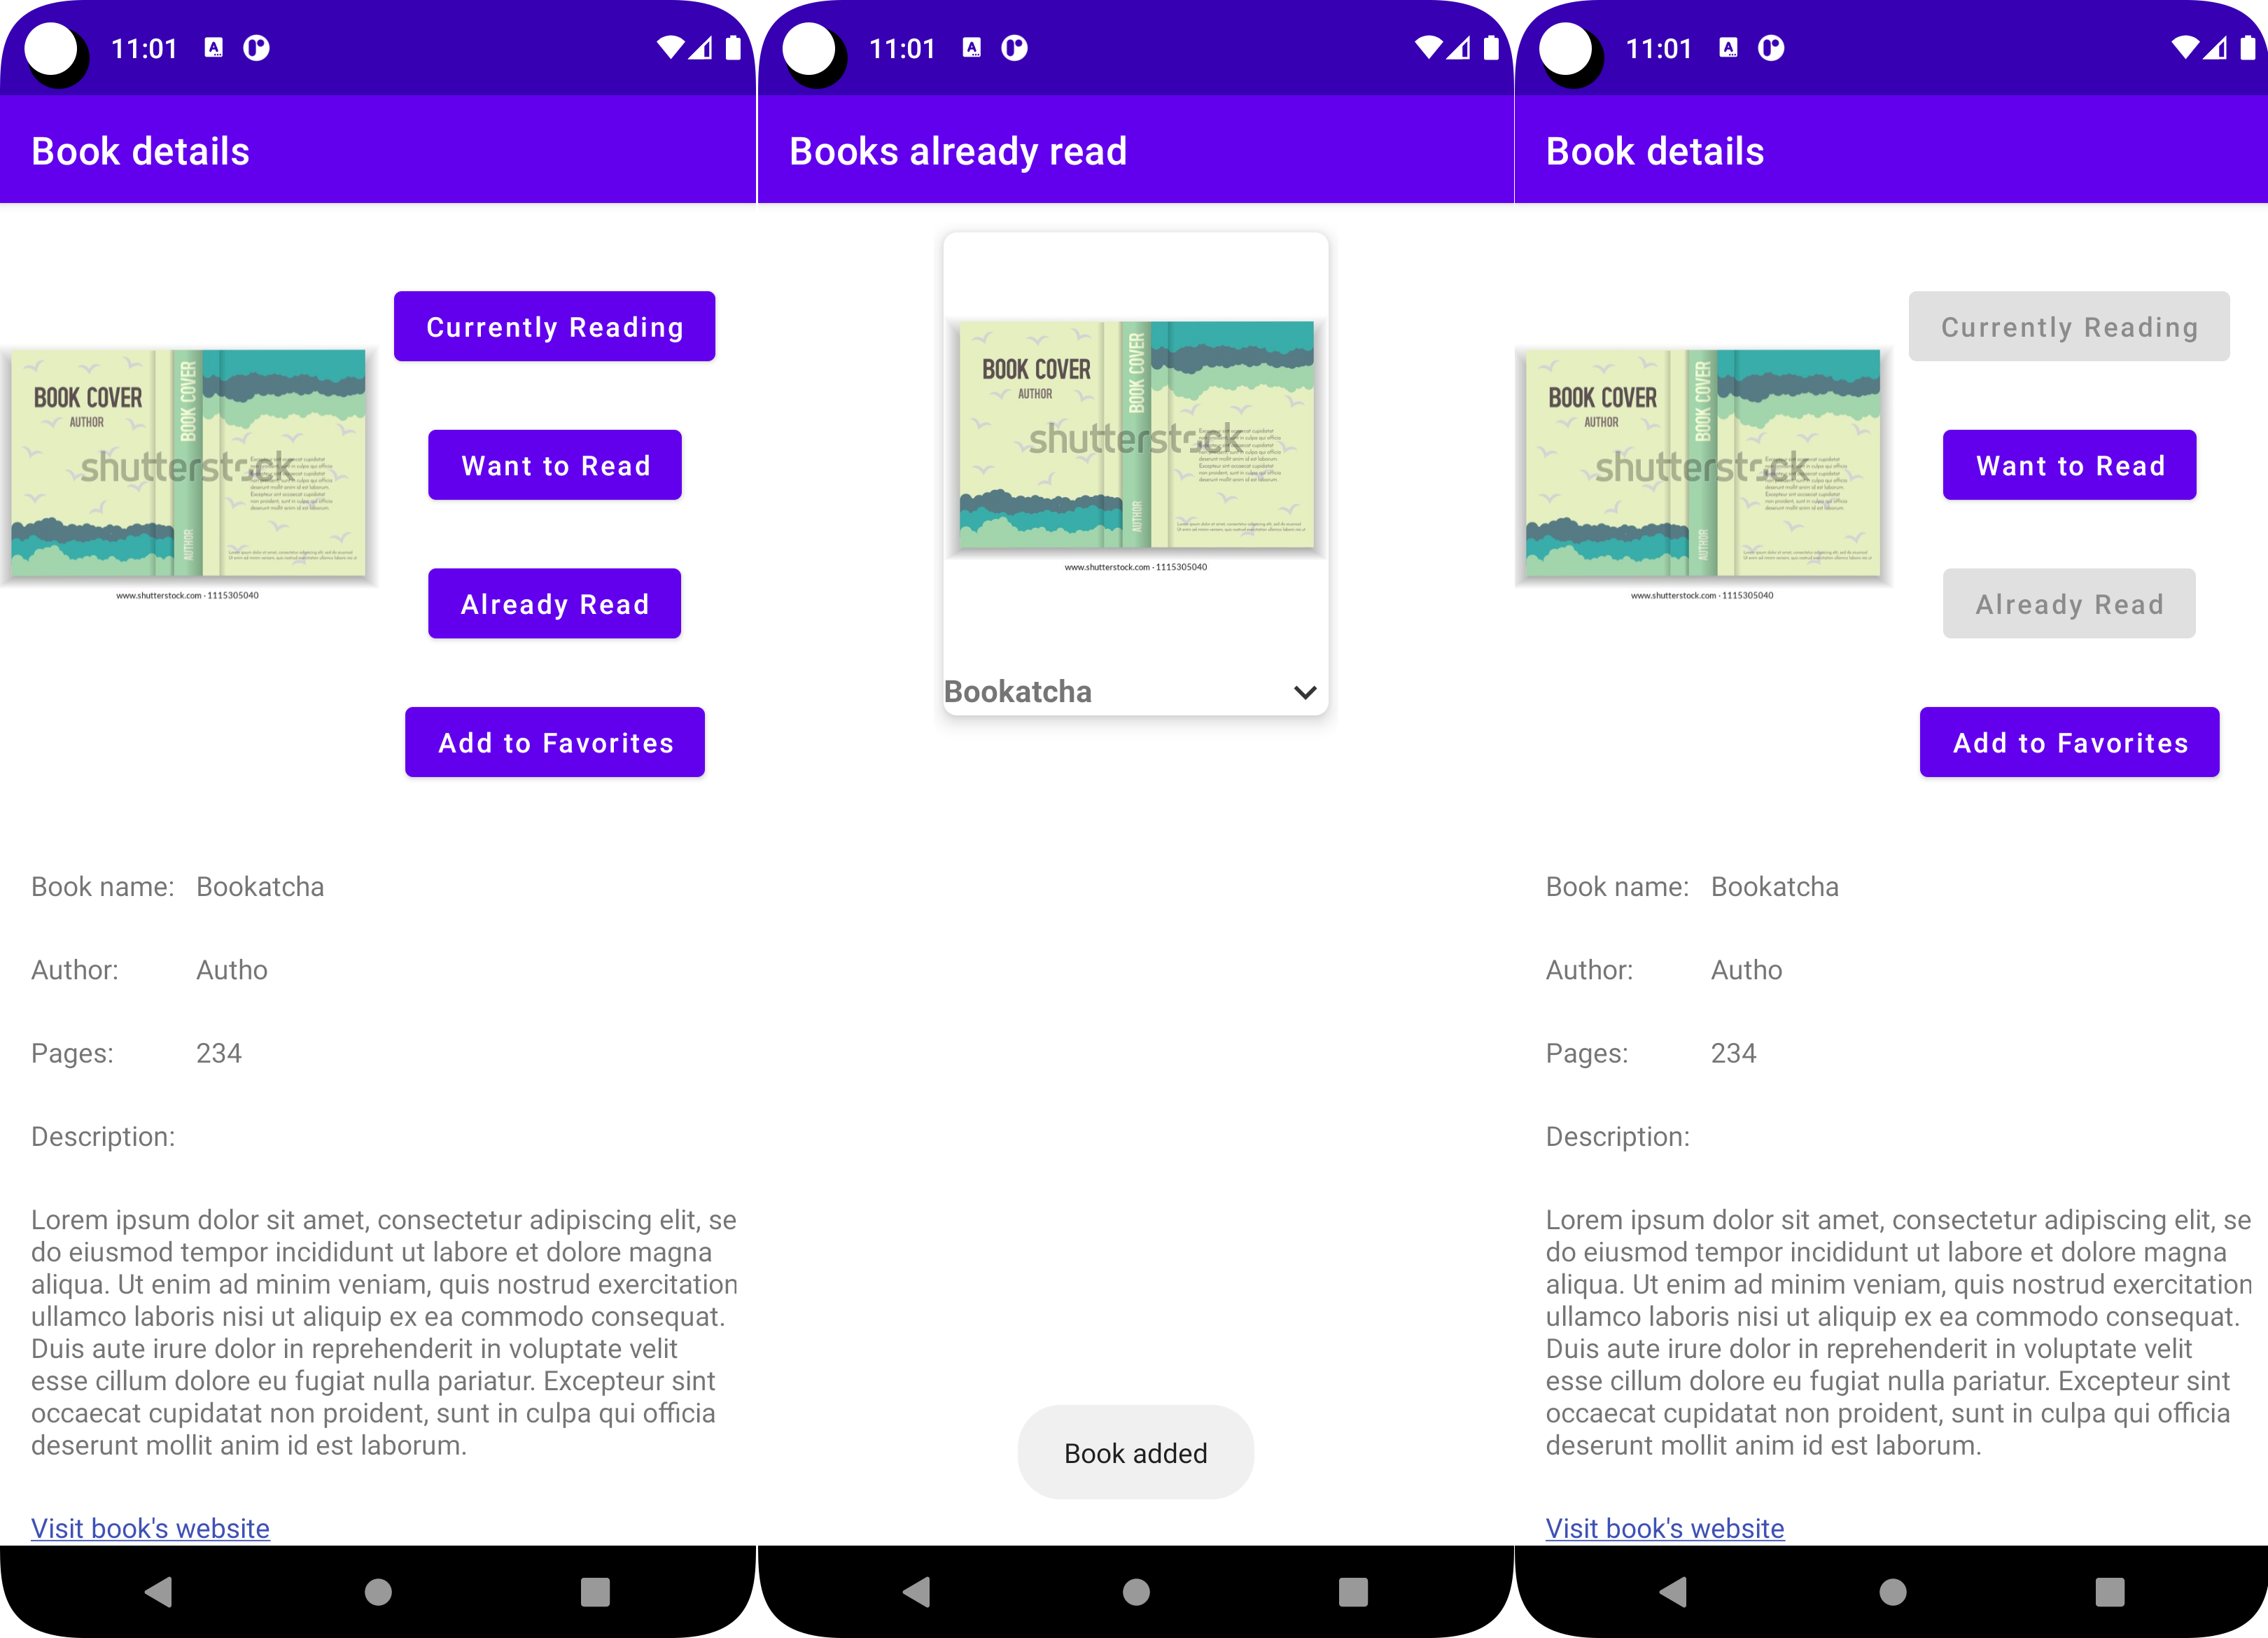 11:01
Book details
Currently Reading
Want to Read
Already Read
Add to Favorites
BOOK COVER
AUTHOR
BOOK COVER
AUTHOR
shutterstock
www.shutterstock.com · 1115305040
Book name: Bookatcha
Author: Autho
Pages: 234
Description:
Lorem ipsum dolor sit amet, consectetur adipiscing elit, se
do eiusmod tempor incididunt ut labore et dolore magna
aliqua. Ut enim ad minim veniam, quis nostrud exercitation
ullamco laboris nisi ut aliquip ex ea commodo consequat.
Duis aute irure dolor in reprehenderit in voluptate velit
esse cillum dolore eu fugiat nulla pariatur. Excepteur sint
occaecat cupidatat non proident, sunt in culpa qui officia
deserunt mollit anim id est laborum.
Visit book's website
11:01
Books already read
BOOK COVER
AUTHOR
BOOK COVER
AUTHOR
shutterstock
www.shutterstock.com · 1115305040
Bookatcha
Book added
11:01
Book details
Currently Reading
Want to Read
Already Read
Add to Favorites
BOOK COVER
AUTHOR
BOOK COVER
AUTHOR
shutterstock
www.shutterstock.com · 1115305040
Book name: Bookatcha
Author: Autho
Pages: 234
Description:
Lorem ipsum dolor sit amet, consectetur adipiscing elit, se
do eiusmod tempor incididunt ut labore et dolore magna
aliqua. Ut enim ad minim veniam, quis nostrud exercitation
ullamco laboris nisi ut aliquip ex ea commodo consequat.
Duis aute irure dolor in reprehenderit in voluptate velit
esse cillum dolore eu fugiat nulla pariatur. Excepteur sint
occaecat cupidatat non proident, sunt in culpa qui officia
deserunt mollit anim id est laborum.
Visit book's website